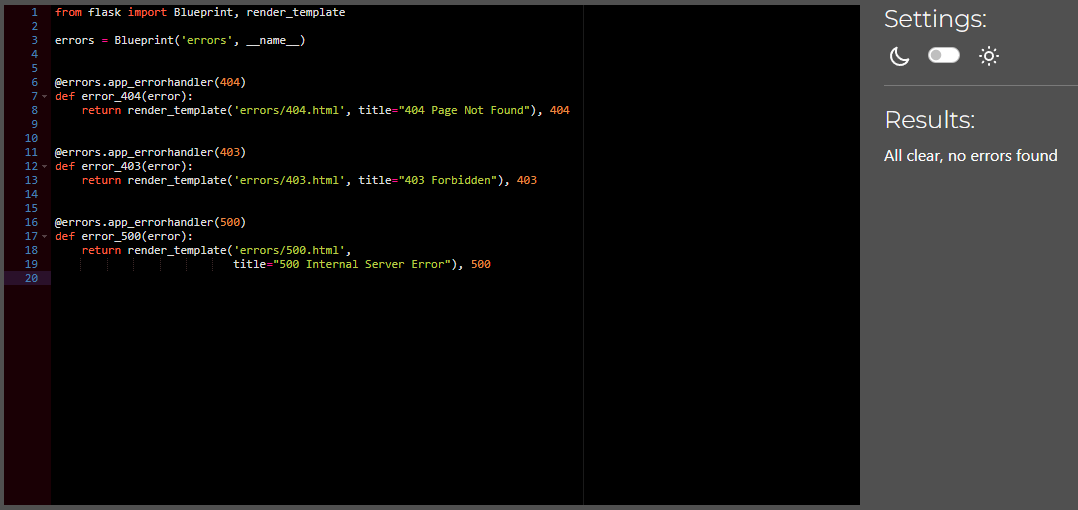 1 from flask import Blueprint, render_template
2
3 errors = Blueprint('errors', __name__)
4
5
6 @errors.app_errorhandler(404)
7 def error_404(error):
8     return render_template('errors/404.html', title="404 Page Not Found"), 404
9
10
11 @errors.app_errorhandler(403)
12 def error_403(error):
13     return render_template('errors/403.html', title="403 Forbidden"), 403
14
15
16 @errors.app_errorhandler(500)
17 def error_500(error):
18     return render_template('errors/500.html',
19                            title="500 Internal Server Error"), 500
20
Settings:
Results:
All clear, no errors found